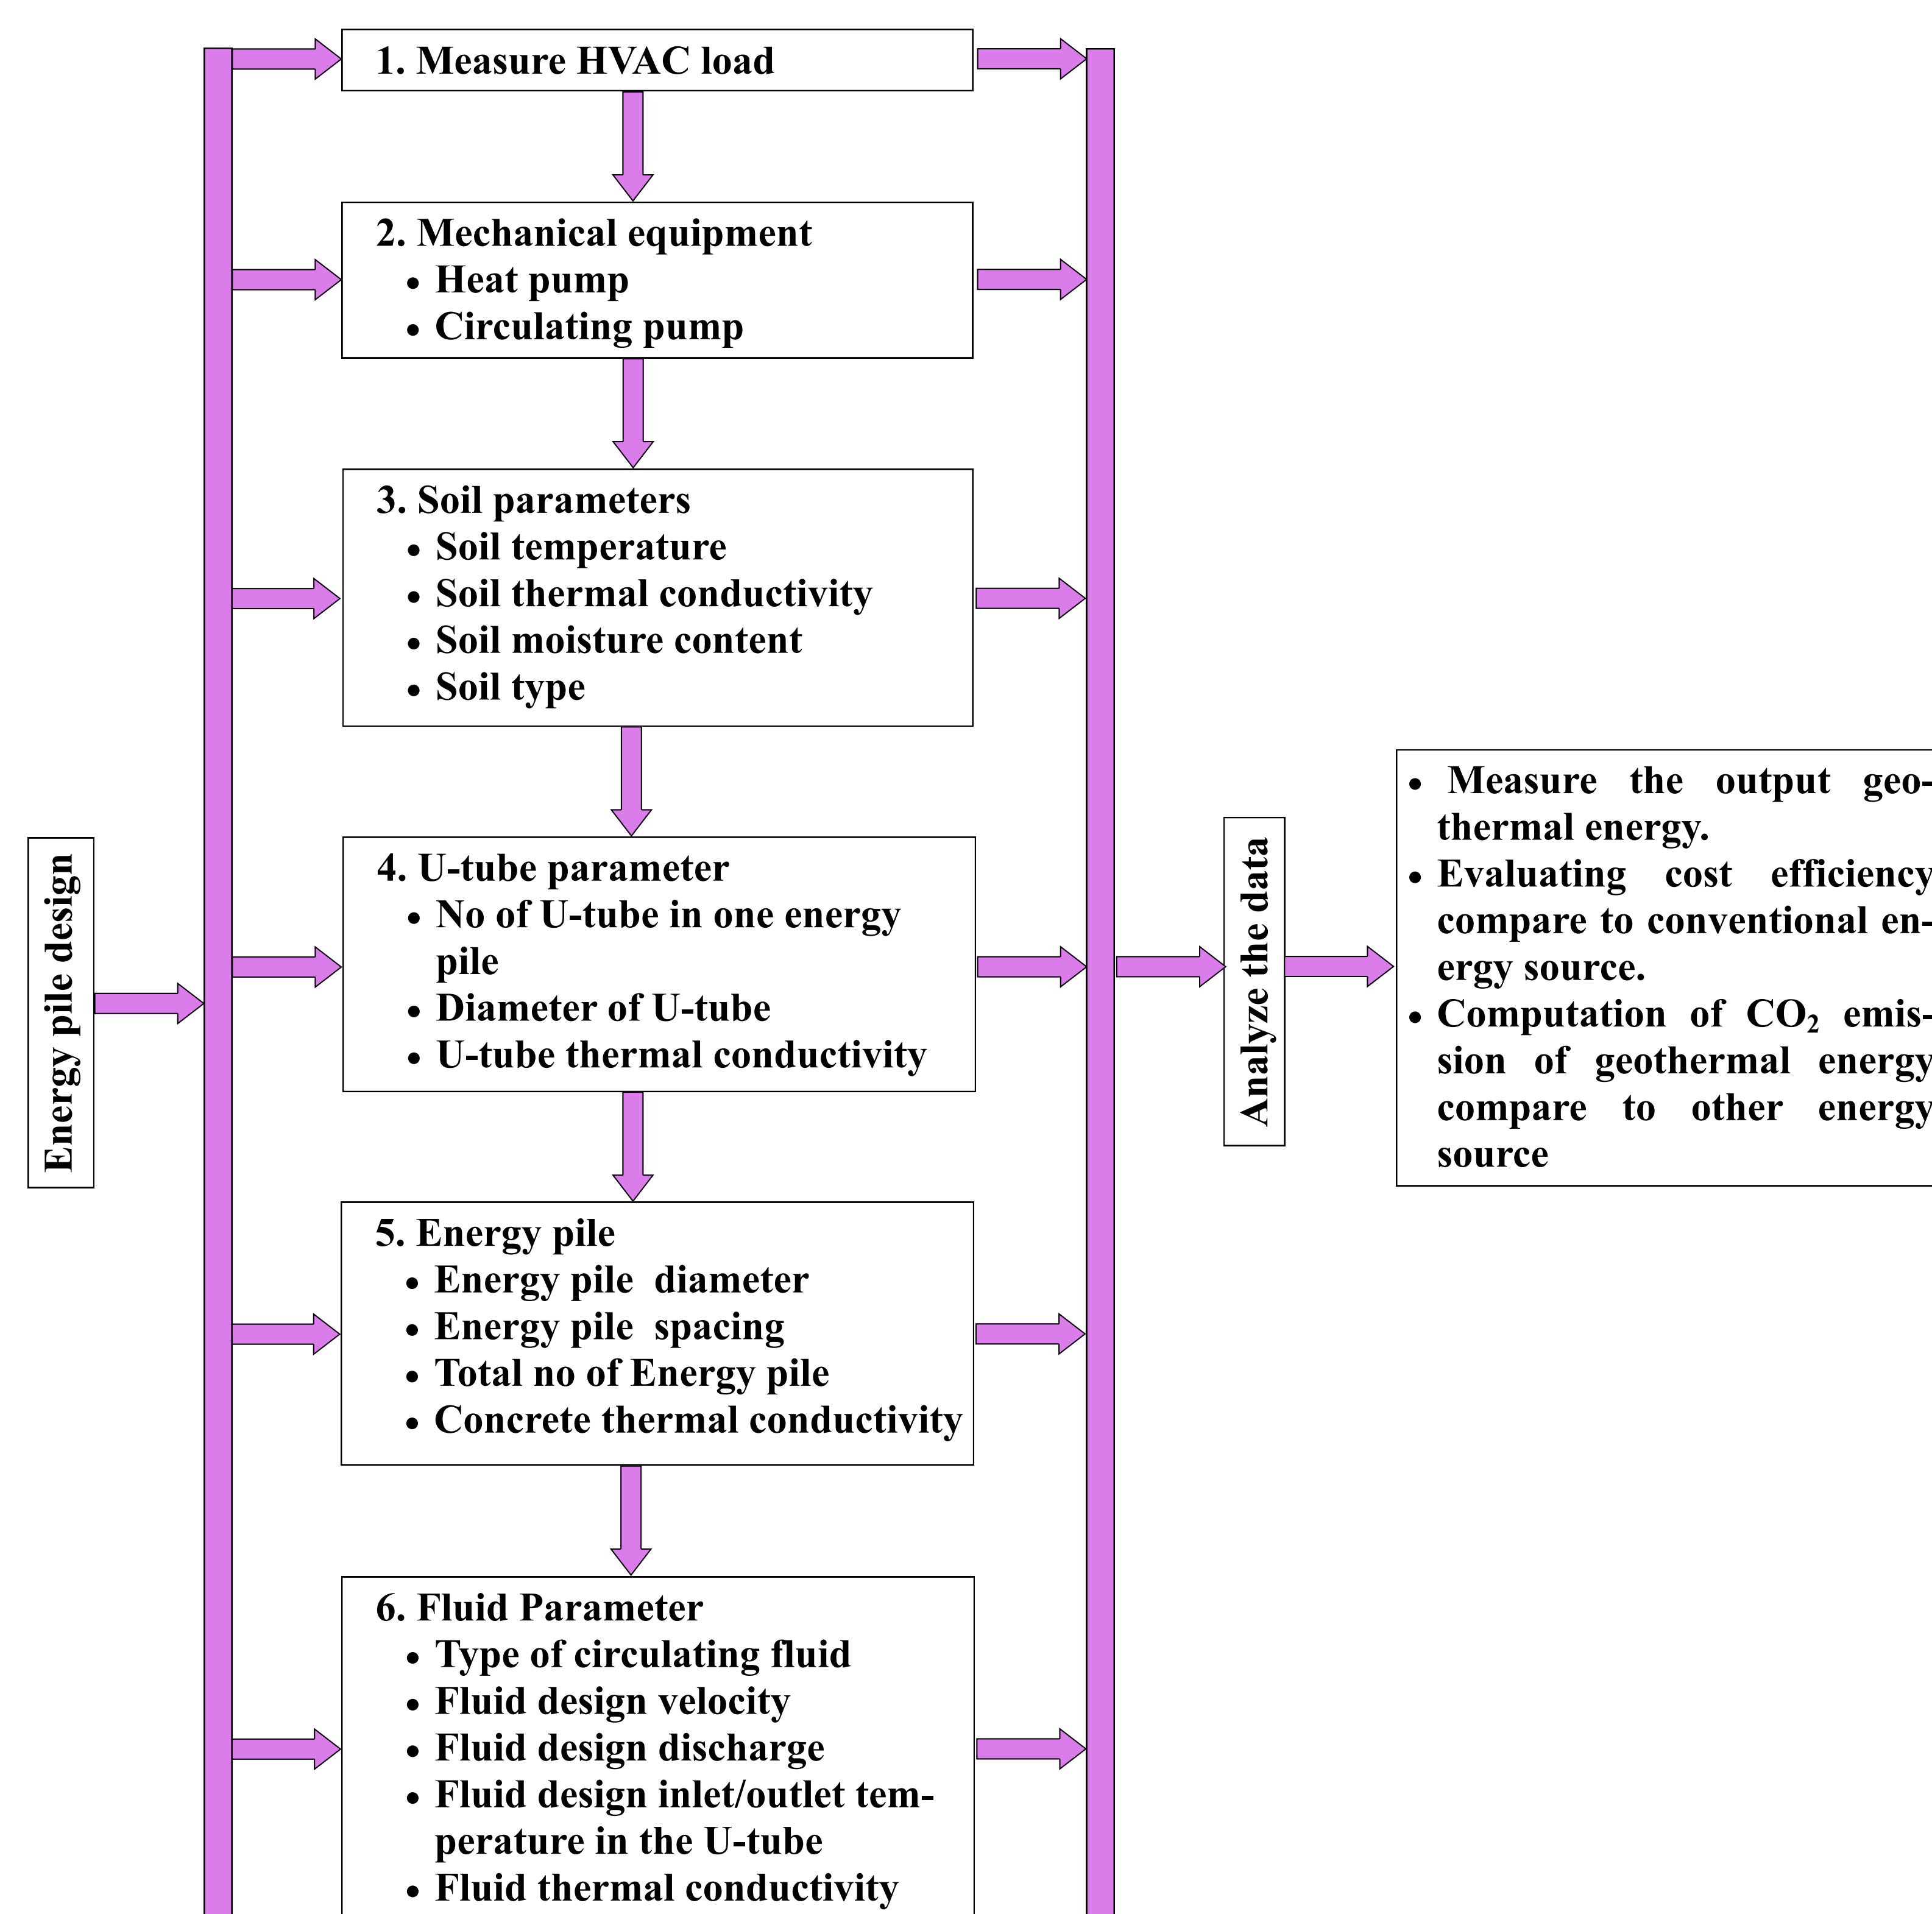 1. Measure HVAC load
2. Mechanical equipment
• Heat pump
• Circulating pump
3. Soil parameters
• Soil temperature
• Soil thermal conductivity
• Soil moisture content
• Soil type
Energy pile design
4. U-tube parameter
• No of U-tube in one energy
pile
• Diameter of U-tube
• U-tube thermal conductivity
5. Energy pile
• Energy pile diameter
• Energy pile spacing
• Total no of Energy pile
• Concrete thermal conductivity
6. Fluid Parameter
• Type of circulating fluid
• Fluid design velocity
• Fluid design discharge
• Fluid design inlet/outlet tem-
perature in the U-tube
• Fluid thermal conductivity
Analyze the data
• Measure the output geo-
thermal energy.
• Evaluating cost efficiency
compare to conventional en-
ergy source.
• Computation of CO₂ emis-
sion of geothermal energy
compare to other energy
source